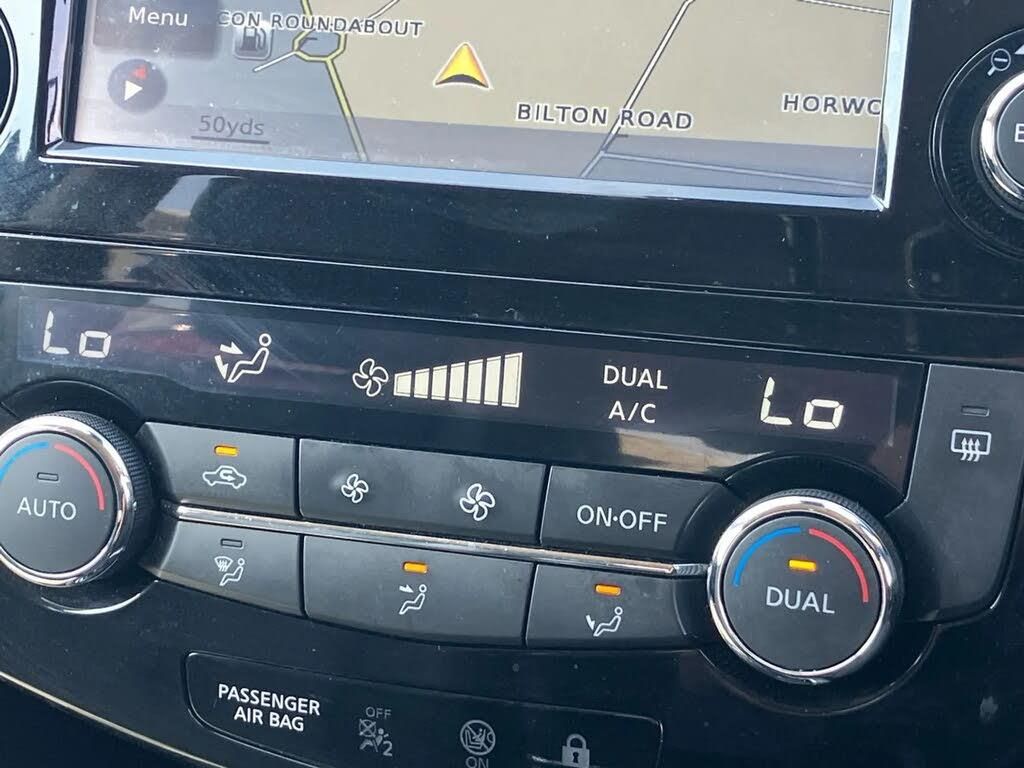 Menu
CON ROUNDABOUT
50yds
BILTON ROAD
HORWO
Lo
DUAL
A/C
Lo
AUTO
ON•OFF
DUAL
PASSENGER
AIR BAG
OFF
2
ON